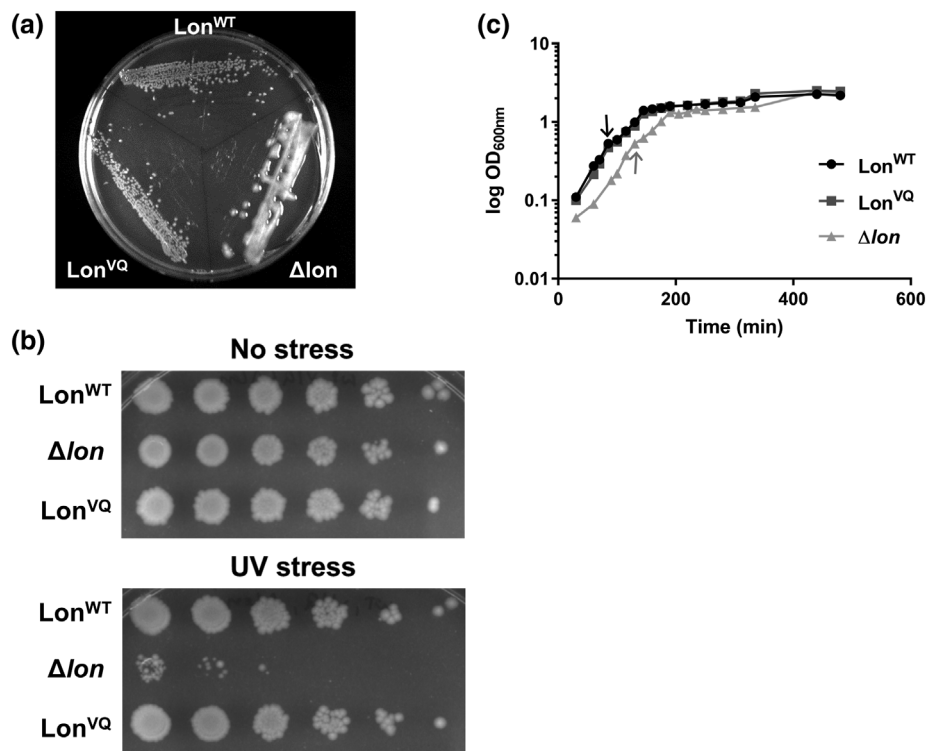 (a)
Lon^WT
Lon^VQ
Δlon
(b)
No stress
Lon^WT
Δlon
Lon^VQ
UV stress
Lon^WT
Δlon
Lon^VQ
(c)
log OD600nm
10
1
0.1
0.01
0
200
400
600
Time (min)
Lon^WT
Lon^VQ
Δlon